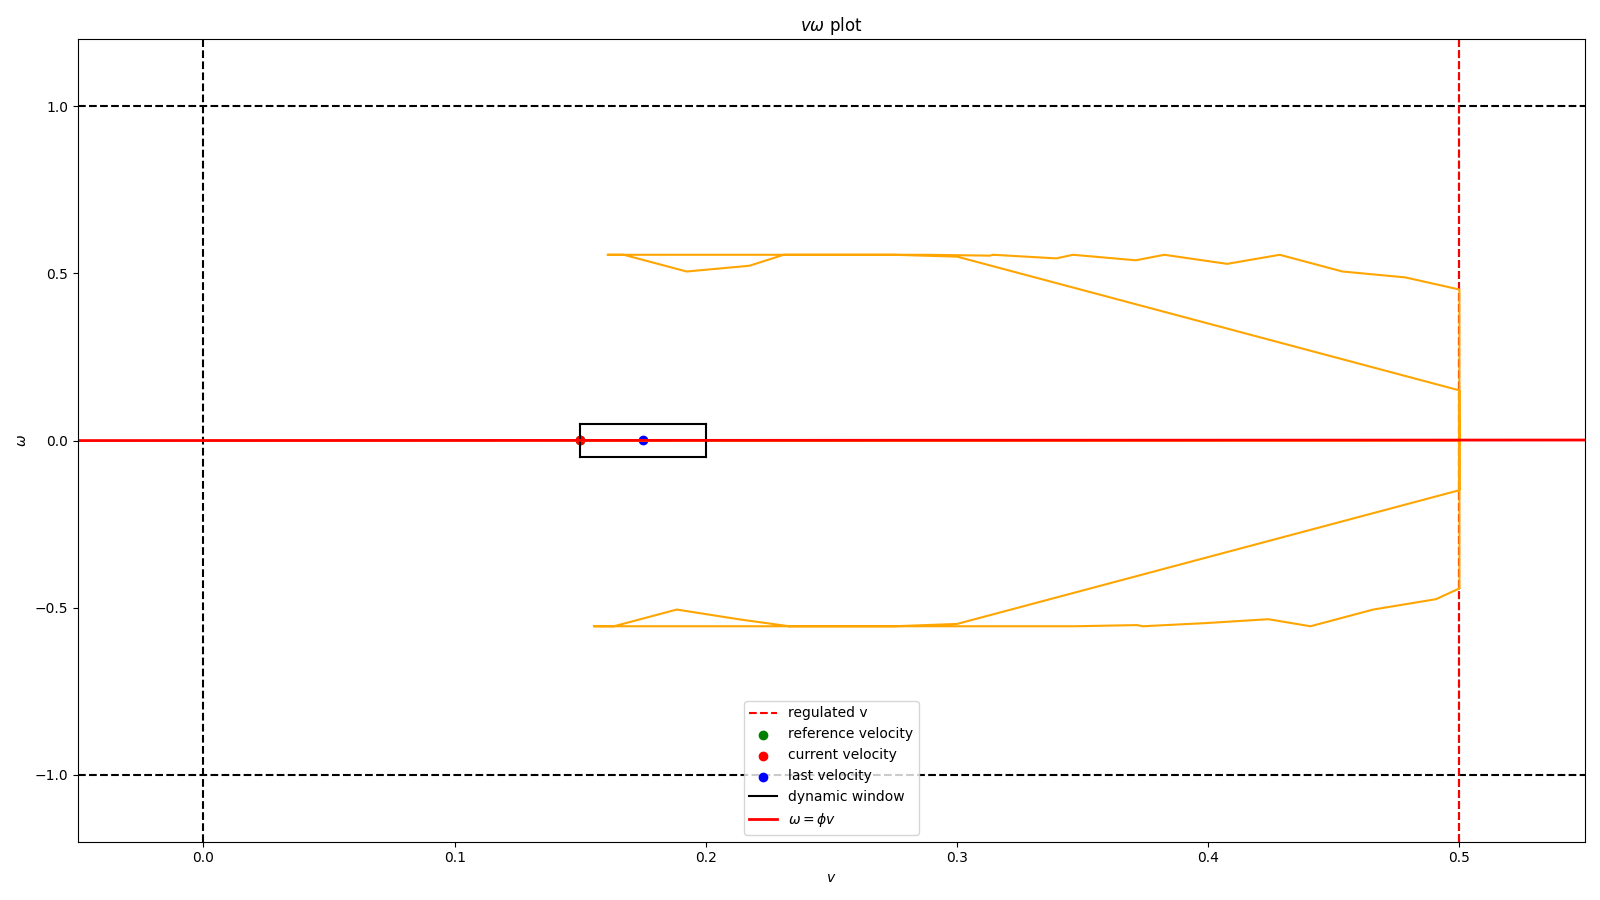 vω plot
1.0
0.5
0.0
−0.5
−1.0
ω
0.0 0.1 0.2 0.3 0.4 0.5
v
regulated v
reference velocity
current velocity
last velocity
dynamic window
ω = ϕv